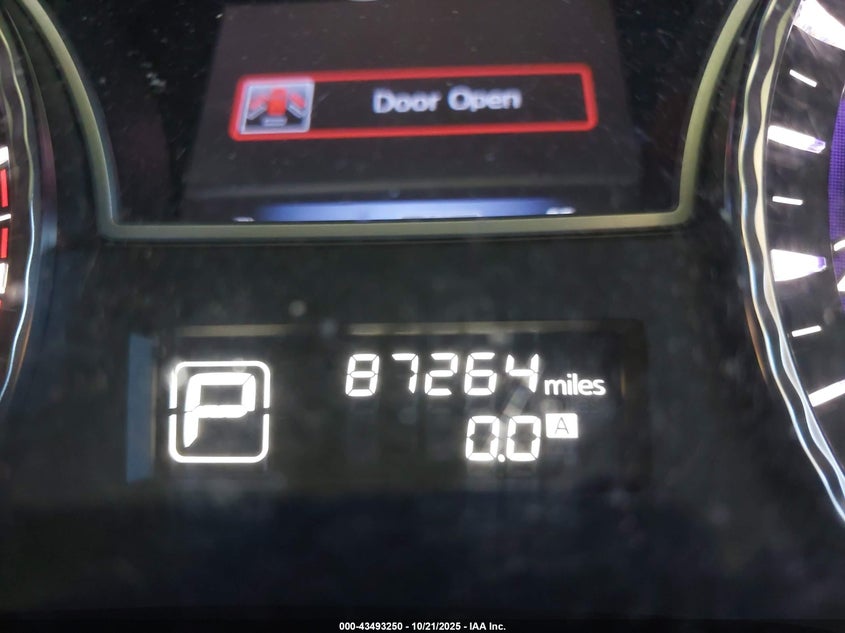 Door Open
P
87264 miles
0.0 A
000-43493250 - 10/21/2025 - IAA Inc.